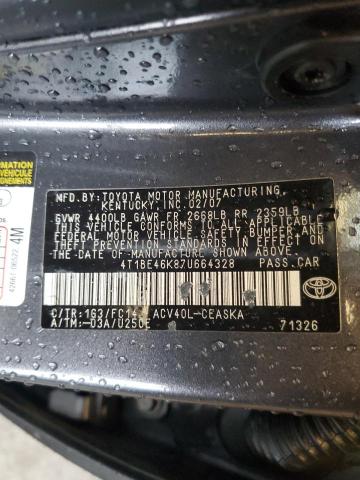 MFD.BY:TOYOTA MOTOR MANUFACTURING,
KENTUCKY, INC. 02/07
GVWR 4400LB GAWR FR 2668LB RR 2359LB
THIS VEHICLE CONFORMS TO ALL APPLICABLE
FEDERAL MOTOR VEHICLE SAFETY, BUMPER, AND
THEFT PREVENTION STANDARDS IN EFFECT ON
THE DATE OF MANUFACTURE SHOWN ABOVE.
4T1BE46K87U664328 PASS.CAR
C/TR:1G3/FC14 ACV40L-CEASKA
A/TM:-03A/U250E 71326
TOYOTA
4M